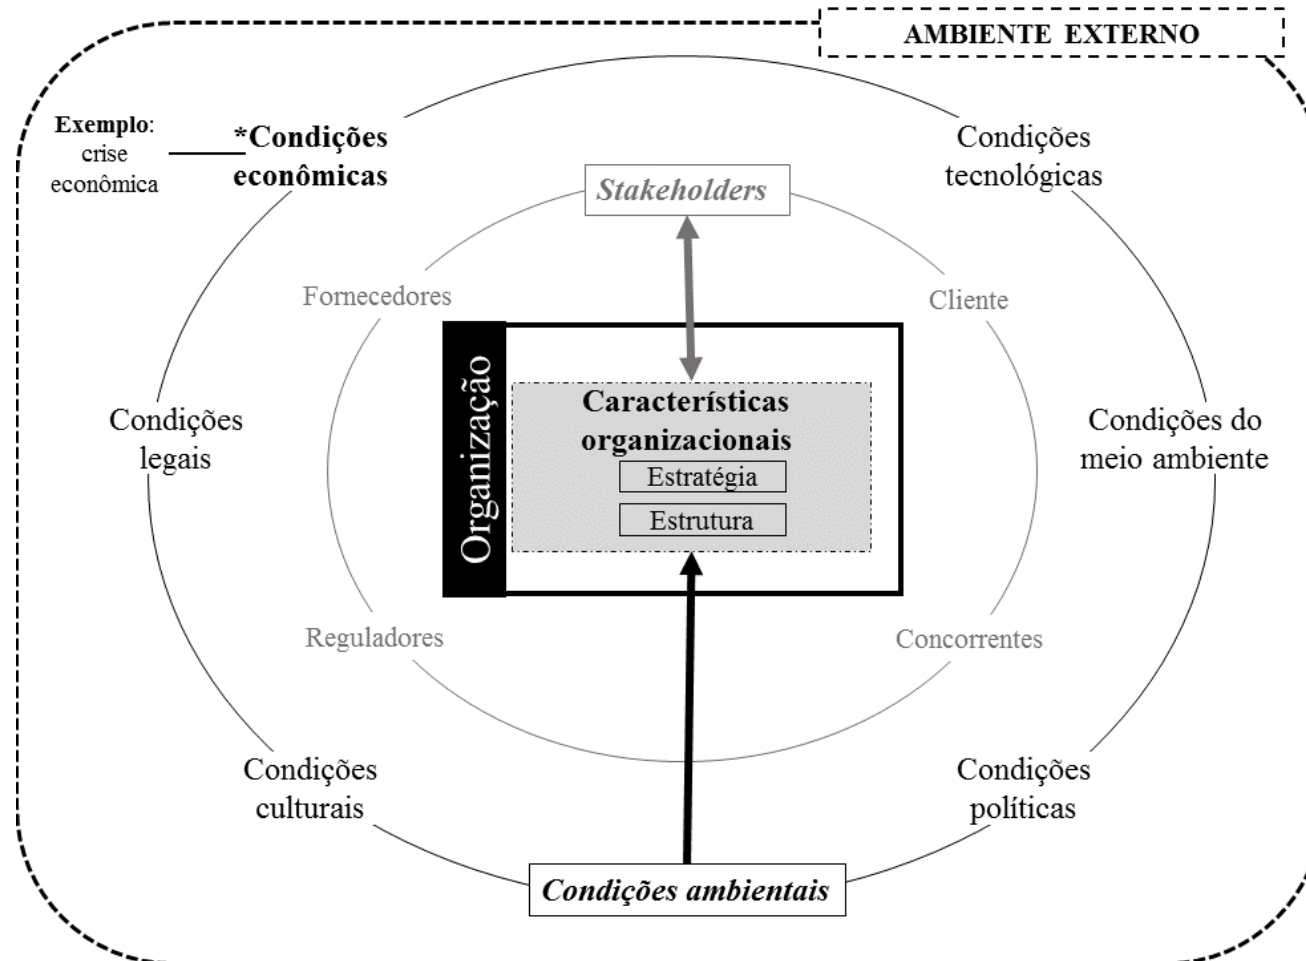 AMBIENTE EXTERNO
Exemplo:
crise
econômica
*Condições
econômicas
Condições
tecnológicas
Stakeholders
Fornecedores
Cliente
Organização
Características
organizacionais
Estratégia
Estrutura
Condições
legais
Condições do
meio ambiente
Reguladores
Concorrentes
Condições
culturais
Condições
políticas
Condições ambientais